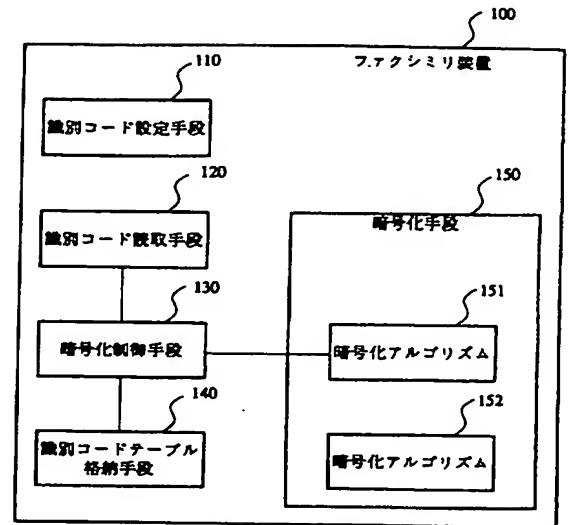 100
ファクシミリ装置
110
識別コード設定手段
120
識別コード読取手段
130
暗号化制御手段
140
識別コードテーブル
格納手段
150
暗号化手段
151
暗号化アルゴリズム
152
暗号化アルゴリズム